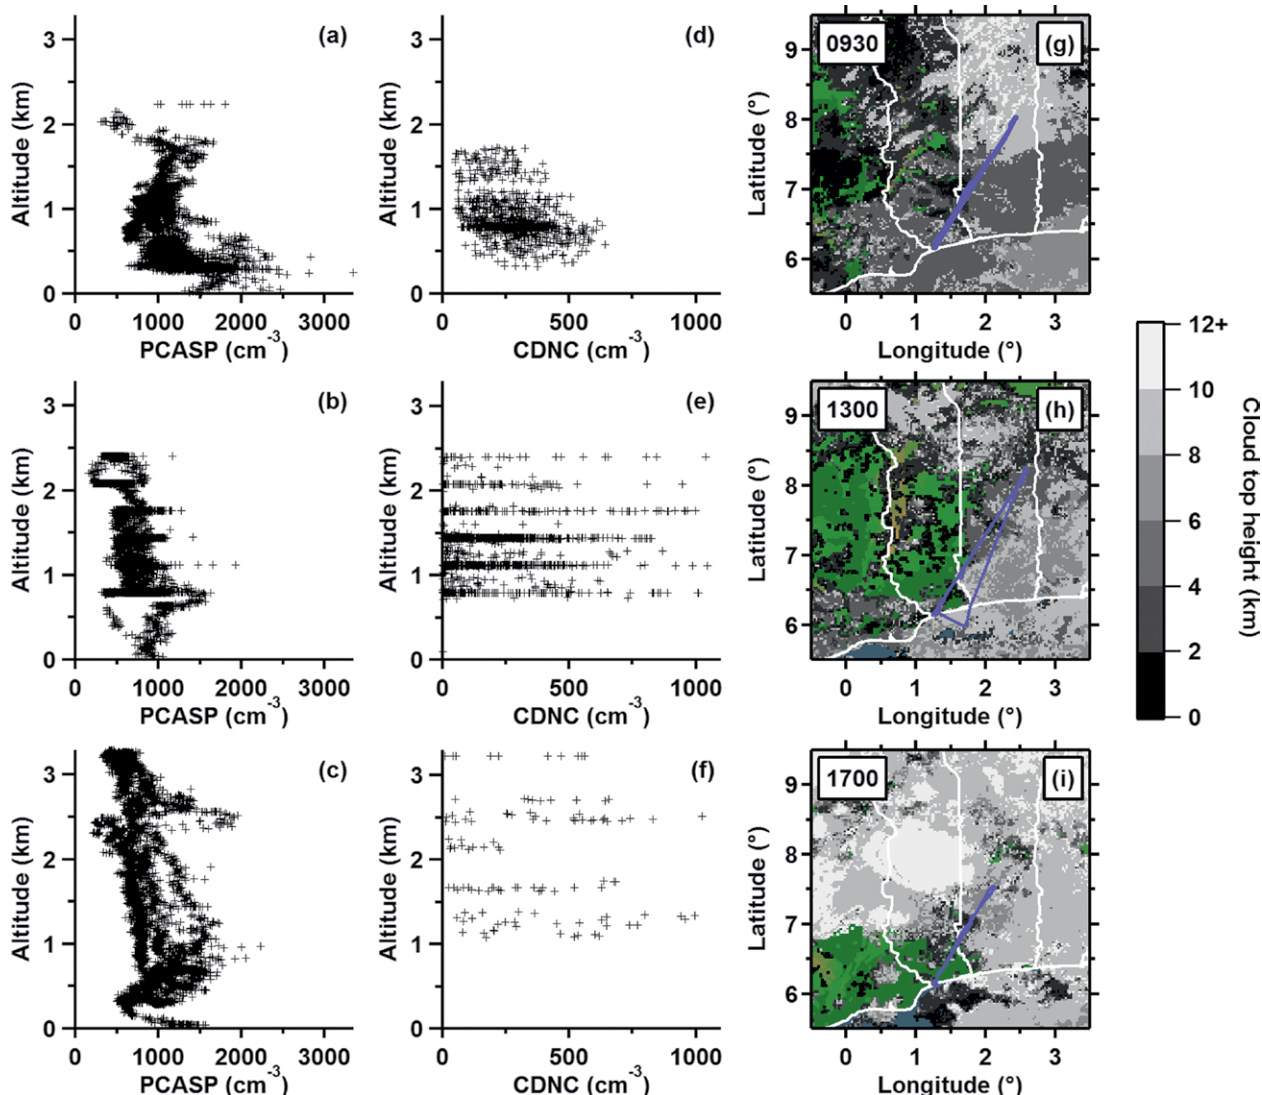 (a)
3
2
1
0
Altitude (km)
0 1000 2000 3000
PCASP (cm-3)
(d)
3
2
1
0
Altitude (km)
0 500 1000
CDNC (cm-3)
0930
(g)
9
8
7
6
Latitude (°)
0 1 2 3
Longitude (°)
(b)
3
2
1
0
Altitude (km)
0 1000 2000 3000
PCASP (cm-3)
(e)
3
2
1
0
Altitude (km)
0 500 1000
CDNC (cm-3)
1300
(h)
9
8
7
6
Latitude (°)
0 1 2 3
Longitude (°)
(c)
3
2
1
0
Altitude (km)
0 1000 2000 3000
PCASP (cm-3)
(f)
3
2
1
0
Altitude (km)
0 500 1000
CDNC (cm-3)
1700
(i)
9
8
7
6
Latitude (°)
0 1 2 3
Longitude (°)
12+
10
8
6
4
2
0
Cloud top height (km)